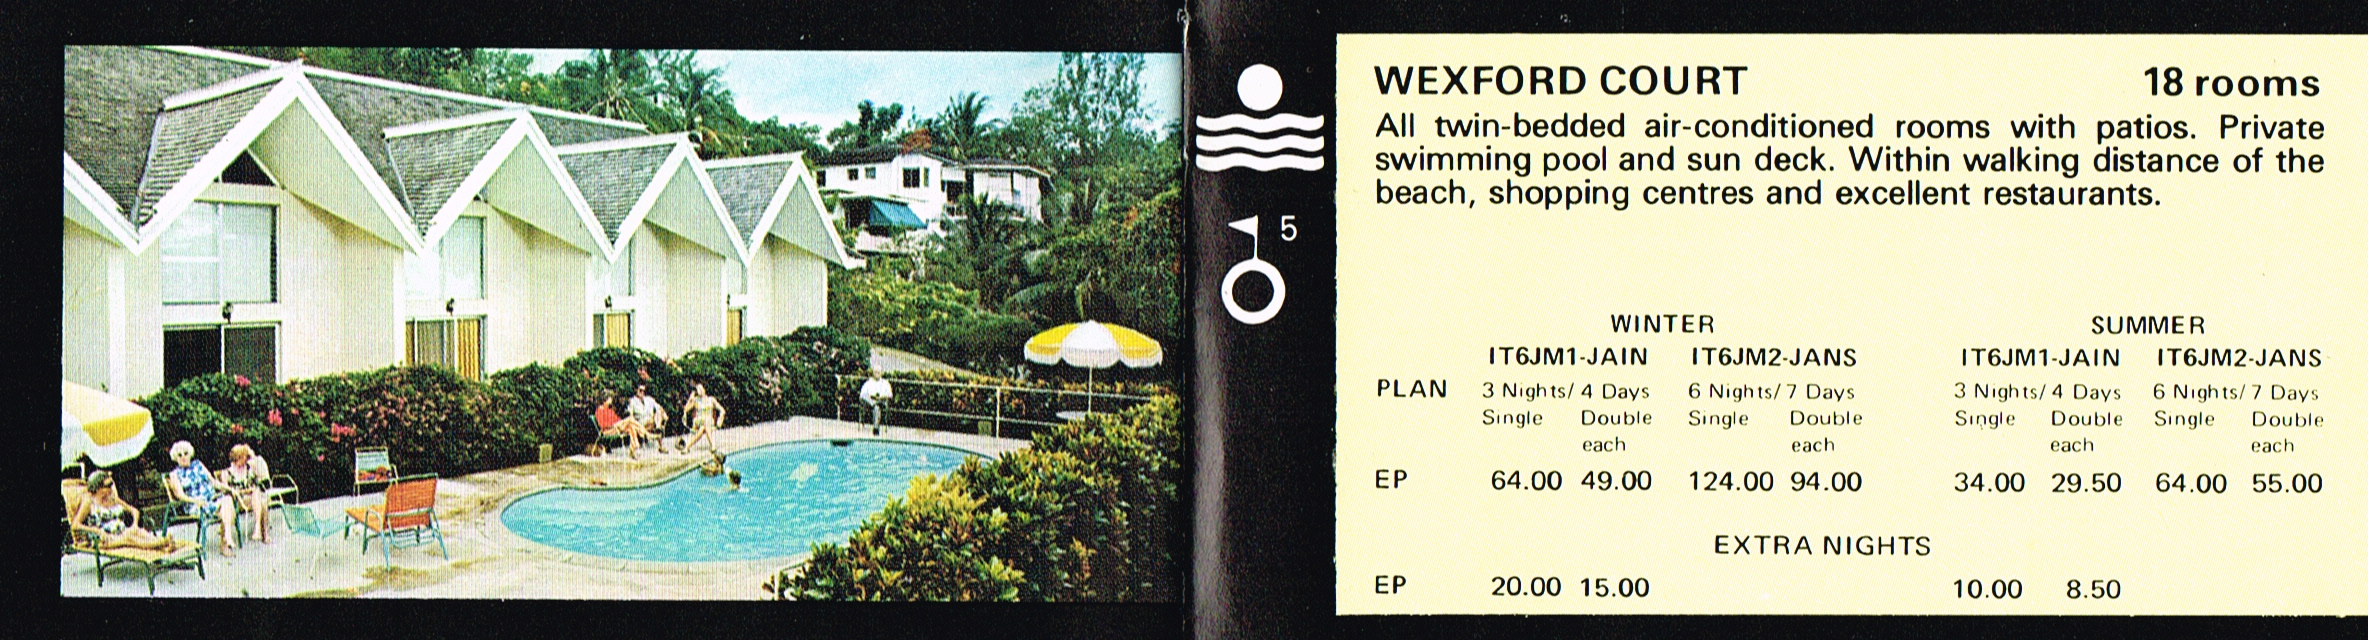 5
WEXFORD COURT 18 rooms
All twin-bedded air-conditioned rooms with patios. Private
swimming pool and sun deck. Within walking distance of the
beach, shopping centres and excellent restaurants.
WINTER SUMMER
IT6JM1-JAIN IT6JM2-JANS IT6JM1-JAIN IT6JM2-JANS
PLAN 3 Nights/ 4 Days 6 Nights/ 7 Days 3 Nights/ 4 Days 6 Nights/ 7 Days
Single Double Single Double Single Double Single Double
each each each each
EP 64.00 49.00 124.00 94.00 34.00 29.50 64.00 55.00
EXTRA NIGHTS
EP 20.00 15.00 10.00 8.50